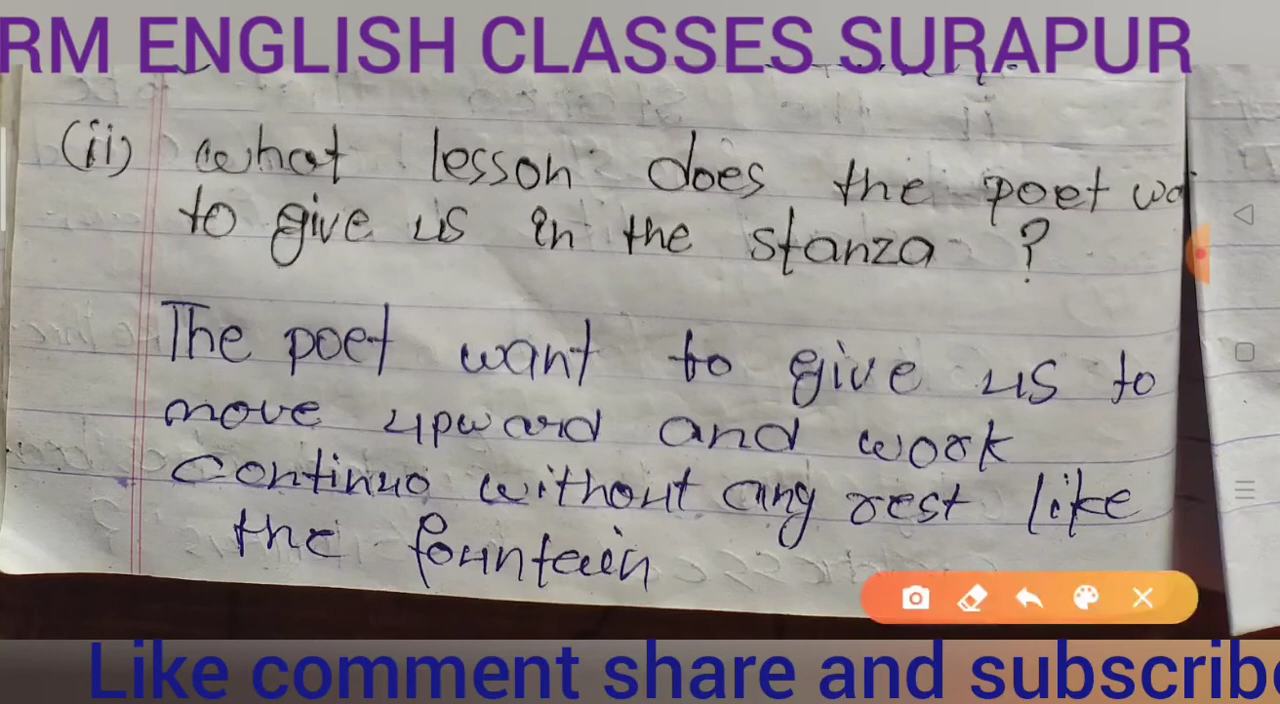 RM ENGLISH CLASSES SURAPUR
(ii) what lesson does the poet wa
to give us in the stanza ?
The poet want to give us to
move upward and work
continuo without any rest like
the fountain
Like comment share and subscribe